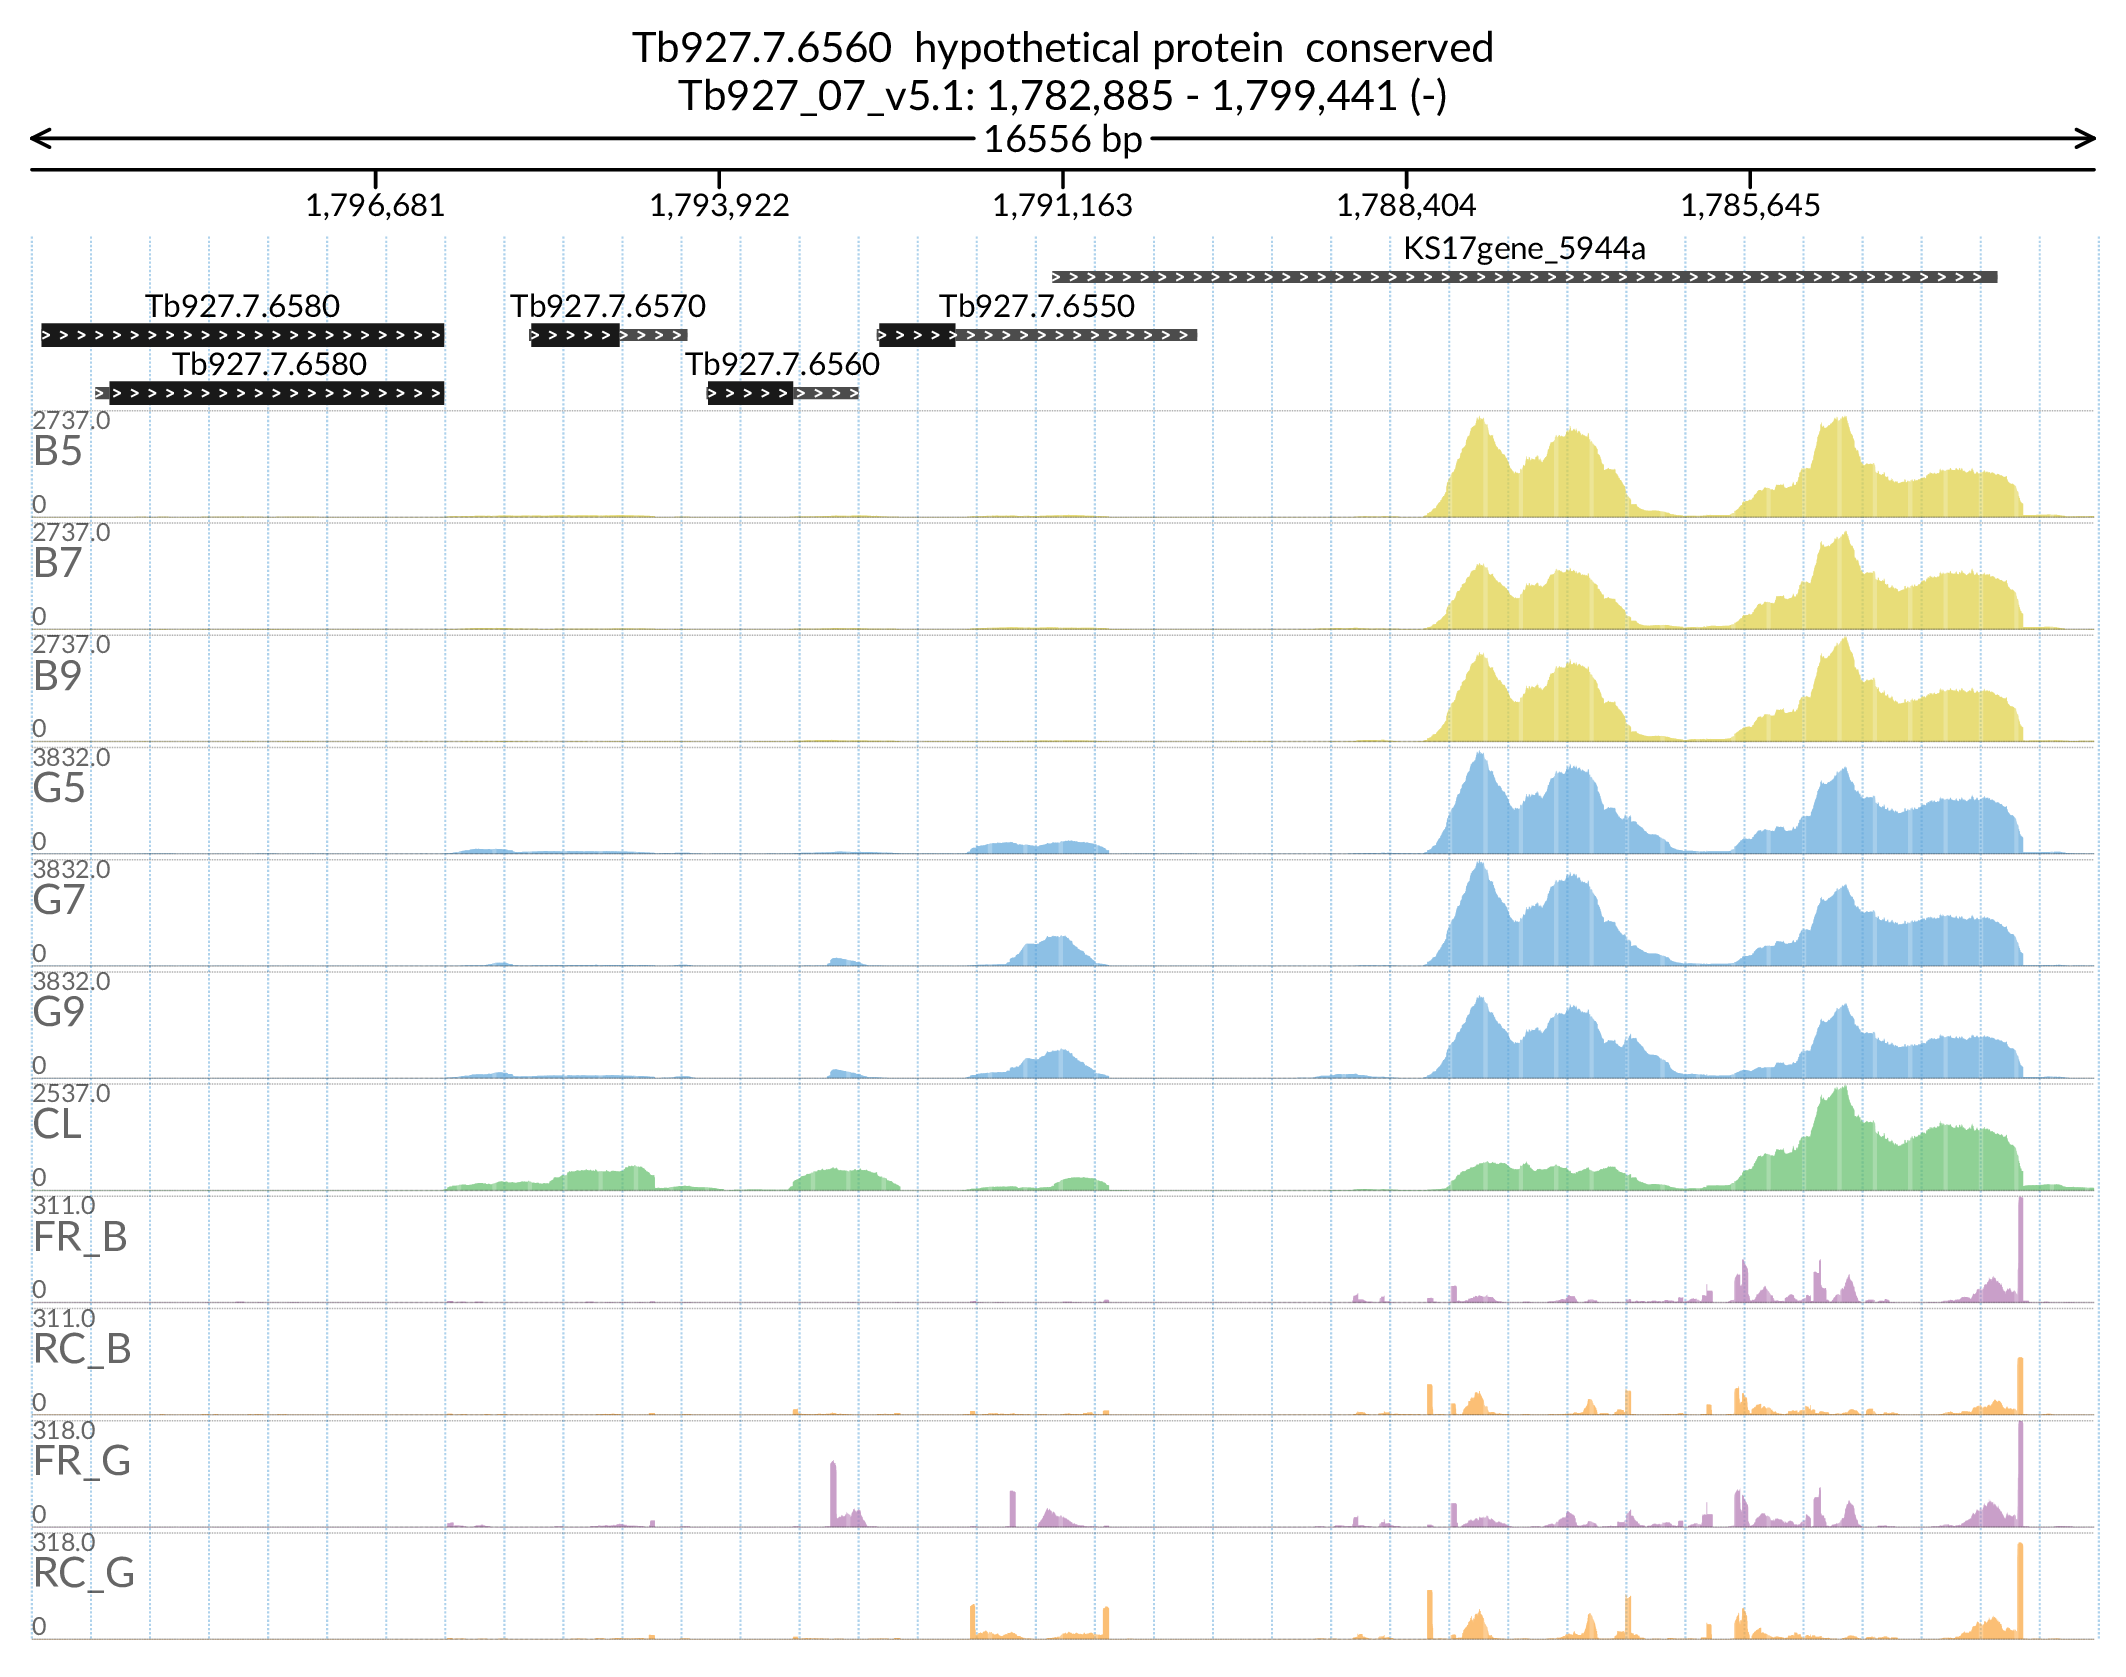 Tb927.7.6560 hypothetical protein conserved
Tb927_07_v5.1: 1,782,885 - 1,799,441 (-)
16556 bp
1,796,681 1,793,922 1,791,163 1,788,404 1,785,645
KS17gene_5944a
Tb927.7.6580 Tb927.7.6570 Tb927.7.6550
Tb927.7.6580 Tb927.7.6560
2737.0
B5
0
2737.0
B7
0
2737.0
B9
0
3832.0
G5
0
3832.0
G7
0
3832.0
G9
0
2537.0
CL
0
311.0
FR_B
0
311.0
RC_B
0
318.0
FR_G
0
318.0
RC_G
0